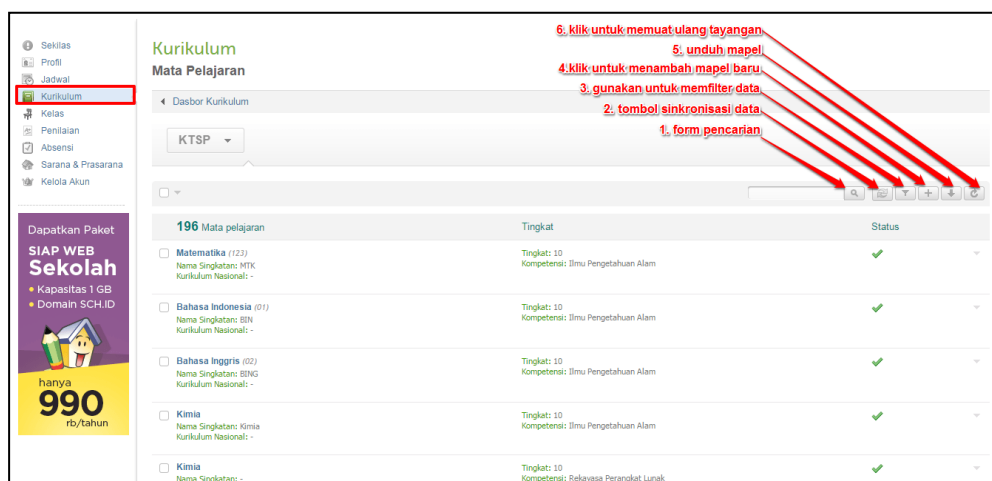 Sekilas
Profil
Jadwal
Kurikulum
Kelas
Penilaian
Absensi
Sarana & Prasarana
Kelola Akun
Dapatkan Paket
SIAP WEB
Sekolah
• Kapasitas 1 GB
• Domain SCH.ID
hanya
990
rb/tahun
Kurikulum
Mata Pelajaran
6. klik untuk memuat ulang tayangan
5. unduh mapel
4.klik untuk menambah mapel baru
3. gunakan untuk memfilter data
2. tombol sinkronisasi data
1. form pencarian
Dasbor Kurikulum
KTSP
196 Mata pelajaran Tingkat Status
Matematika (123)
Nama Singkatan: MTK
Kurikulum Nasional: -
Tingkat: 10
Kompetensi: Ilmu Pengetahuan Alam
Bahasa Indonesia (01)
Nama Singkatan: BIN
Kurikulum Nasional: -
Tingkat: 10
Kompetensi: Ilmu Pengetahuan Alam
Bahasa Inggris (02)
Nama Singkatan: BING
Kurikulum Nasional: -
Tingkat: 10
Kompetensi: Ilmu Pengetahuan Alam
Kimia
Nama Singkatan: Kimia
Kurikulum Nasional: -
Tingkat: 10
Kompetensi: Ilmu Pengetahuan Alam
Kimia
Nama Singkatan: -
Tingkat: 10
Kompetensi: Rekayasa Perangkat Lunak